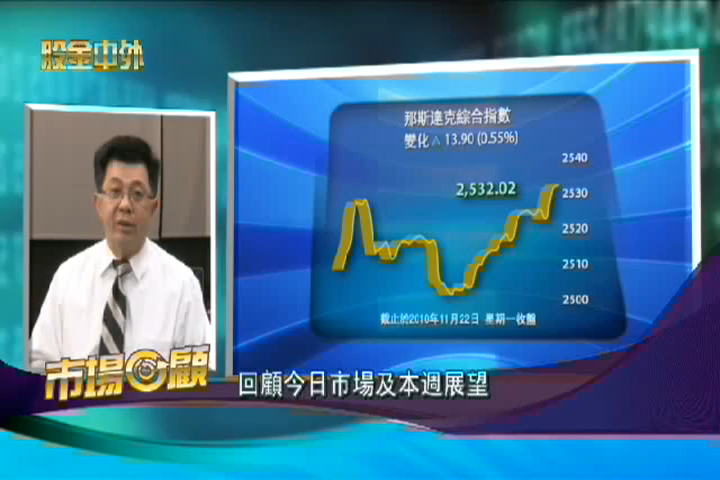 股金中外
那斯達克綜合指數
變化 △ 13.90 (0.55%)
2,532.02
2540
2530
2520
2510
2500
截止於2010年11月22日 星期一收盤
市場回顧
回顧今日市場及本週展望